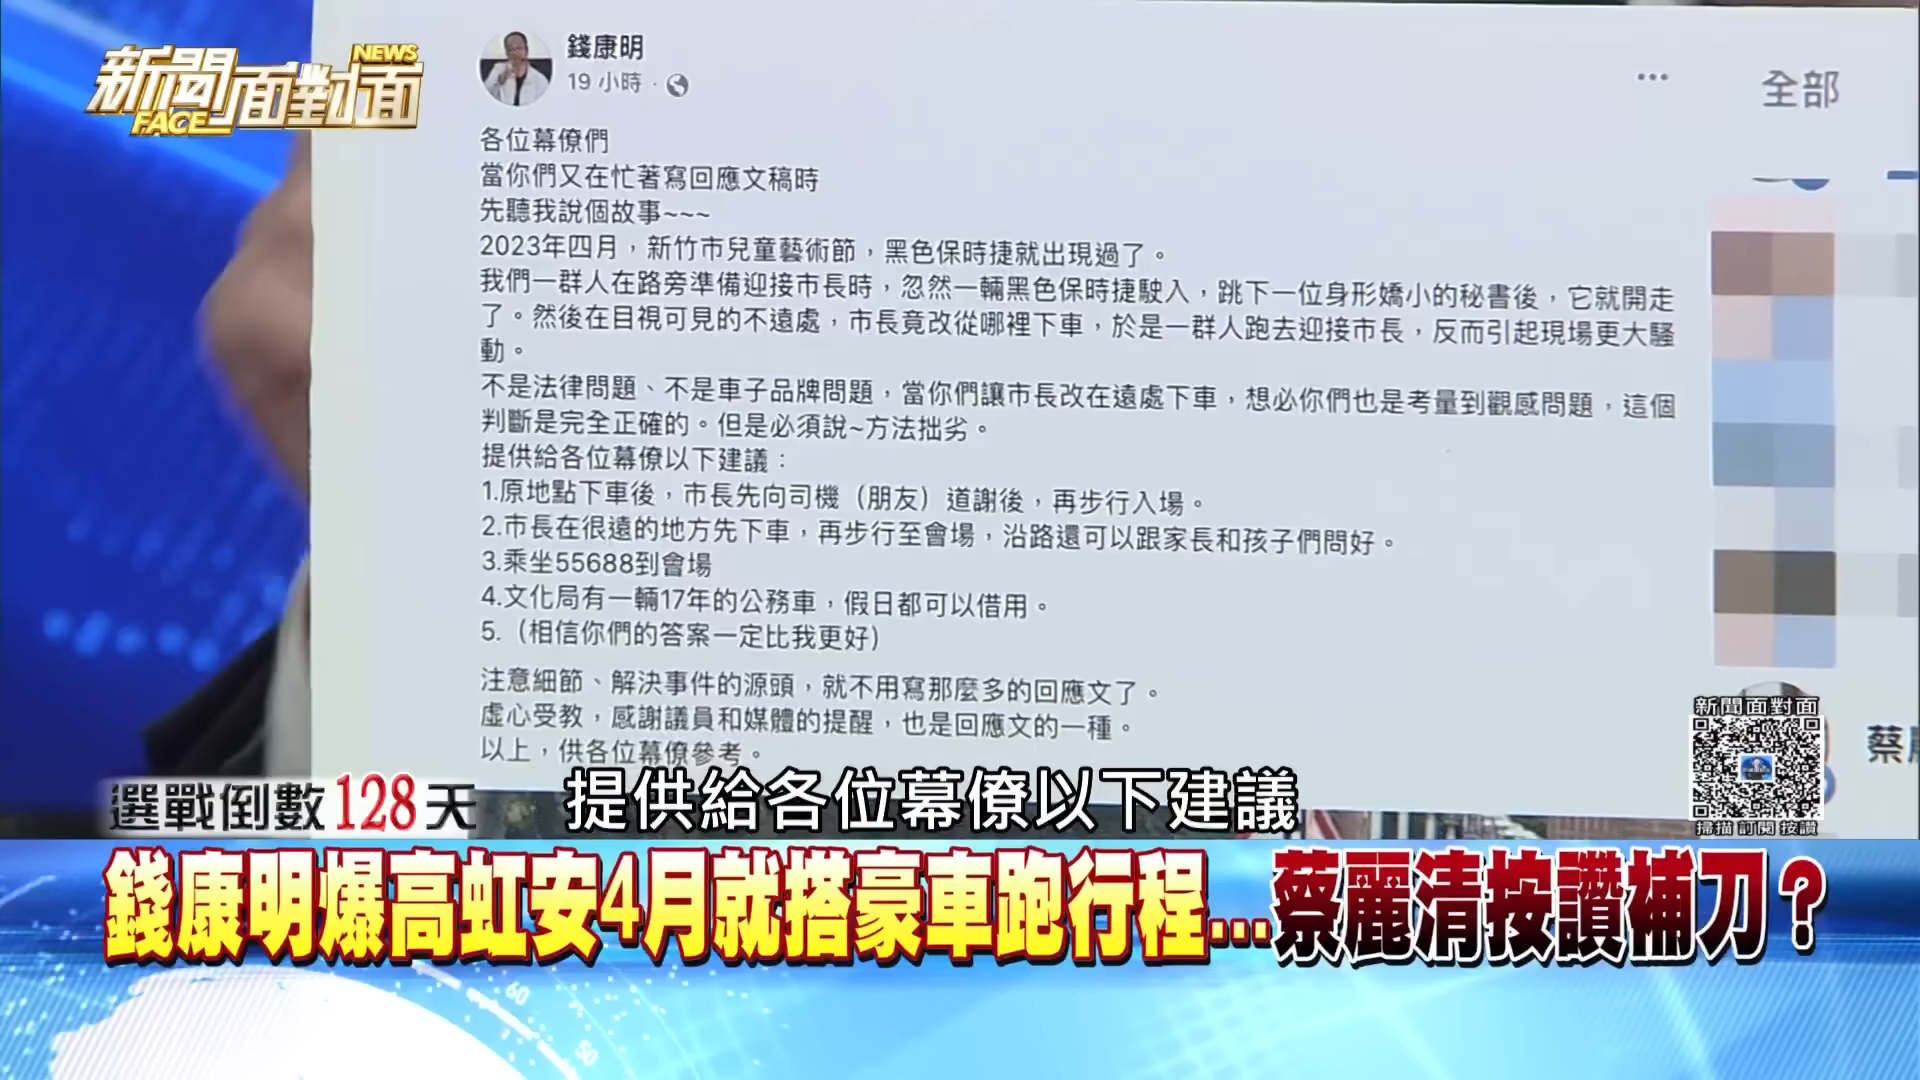 新聞面對面
NEWS
FACE
錢康明
19 小時
全部
各位幕僚們
當你們又在忙著寫回應文稿時
先聽我說個故事~~~
2023年四月，新竹市兒童藝術節，黑色保時捷就出現過了。
我們一群人在路旁準備迎接市長時，忽然一輛黑色保時捷駛入，跳下一位身形嬌小的秘書後，它就開走
了。然後在目視可見的不遠處，市長竟改從哪裡下車，於是一群人跑去迎接市長，反而引起現場更大騷
動。
不是法律問題、不是車子品牌問題，當你們讓市長改在遠處下車，想必你們也是考量到觀感問題，這個
判斷是完全正確的。但是必須說~方法拙劣。
提供給各位幕僚以下建議：
1.原地點下車後，市長先向司機（朋友）道謝後，再步行入場。
2.市長在很遠的地方先下車，再步行至會場，沿路還可以跟家長和孩子們問好。
3.乘坐55688到會場
4.文化局有一輛17年的公務車，假日都可以借用。
5.（相信你們的答案一定比我更好）
注意細節、解決事件的源頭，就不用寫那麼多的回應文了。
虛心受教，感謝議員和媒體的提醒，也是回應文的一種。
以上，供各位幕僚參考。
新聞面對面
蔡
掃描 訂閱 按讚
選戰倒數128天
提供給各位幕僚以下建議
錢康明爆高虹安4月就搭豪車跑行程...蔡麗清按讚補刀？
60
50